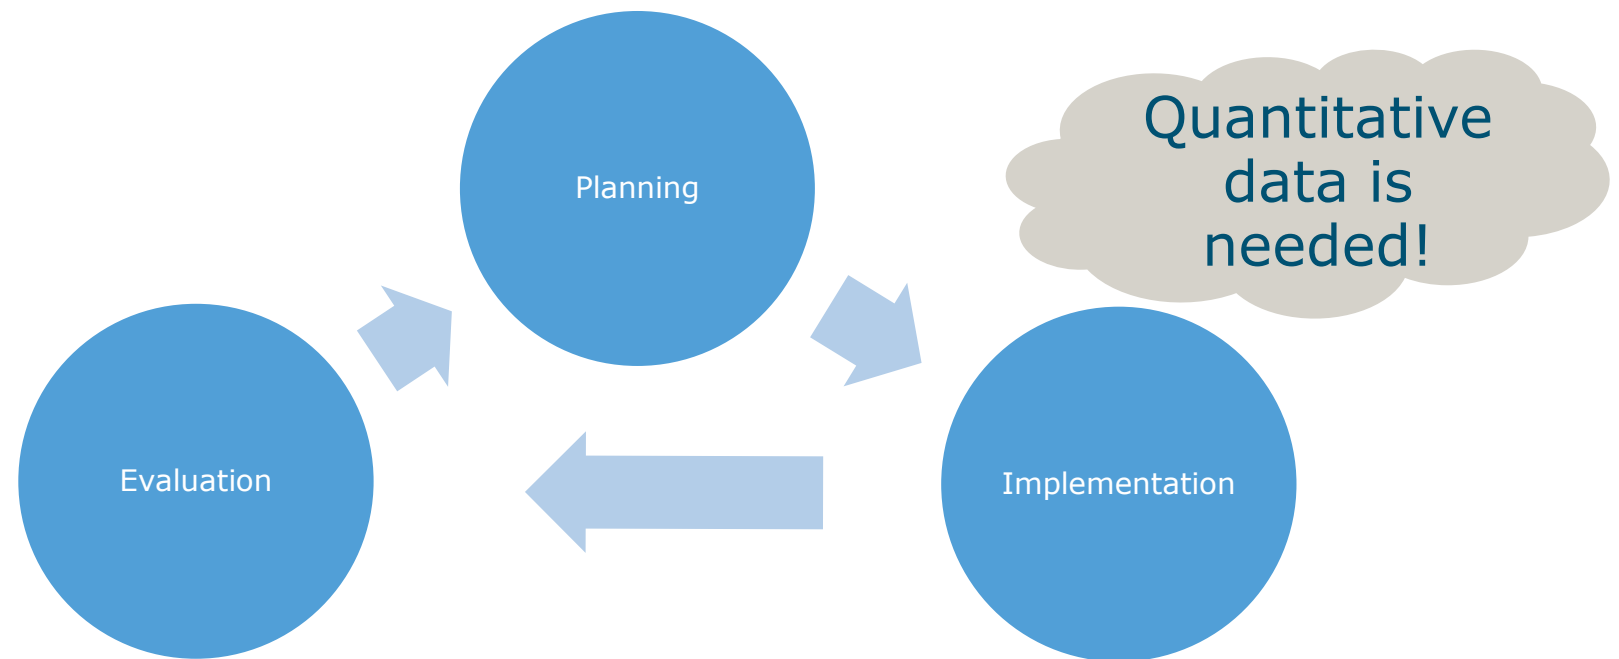 Planning
Quantitative
data is
needed!
Evaluation
Implementation